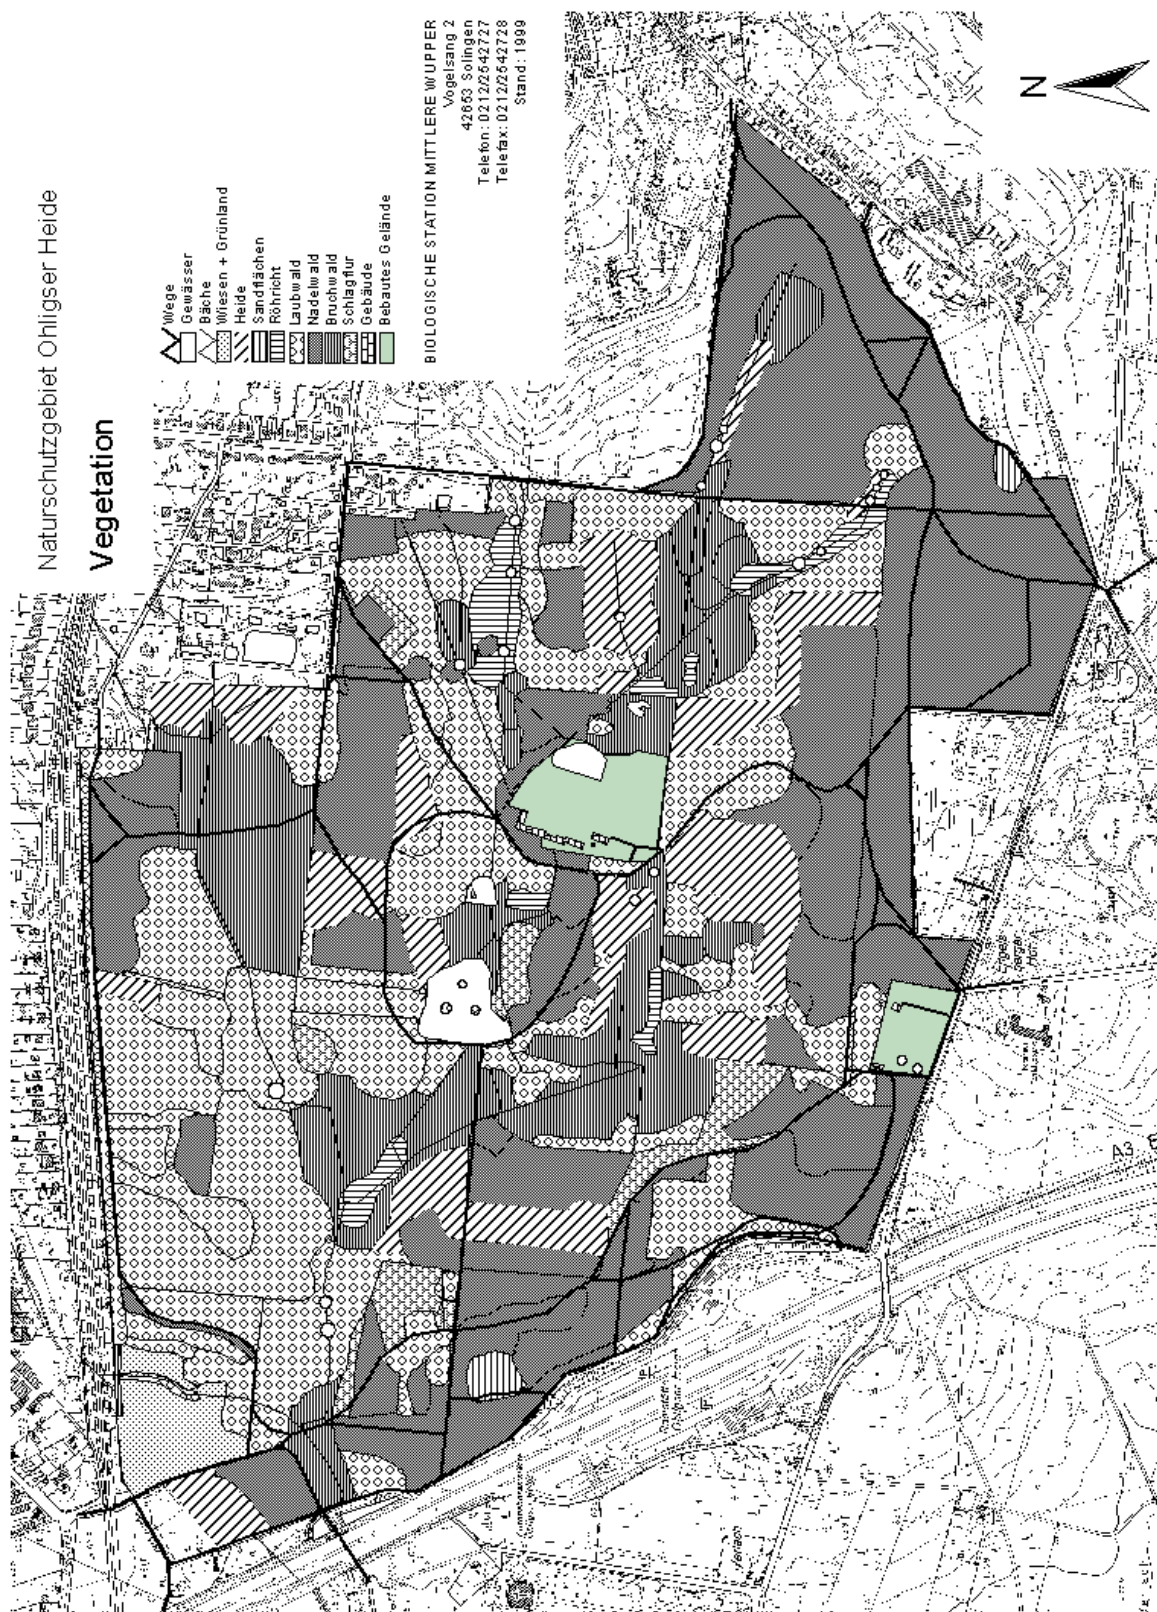 Naturschutzgebiet Ohligser Heide
Vegetation
Wege
Gewässer
Bäche
Wiesen + Grünland
Heide
Sandflächen
Röhricht
Laubwald
Nadelwald
Bruchwald
Schlagflur
Gebäude
Bebautes Gelände
BIOLOGISCHE STATION MITTLERE WUPPER
Vogelsang 2
42653 Solingen
Telefon: 0212/2542727
Telefax: 0212/2542728
Stand: 1999
N
A3